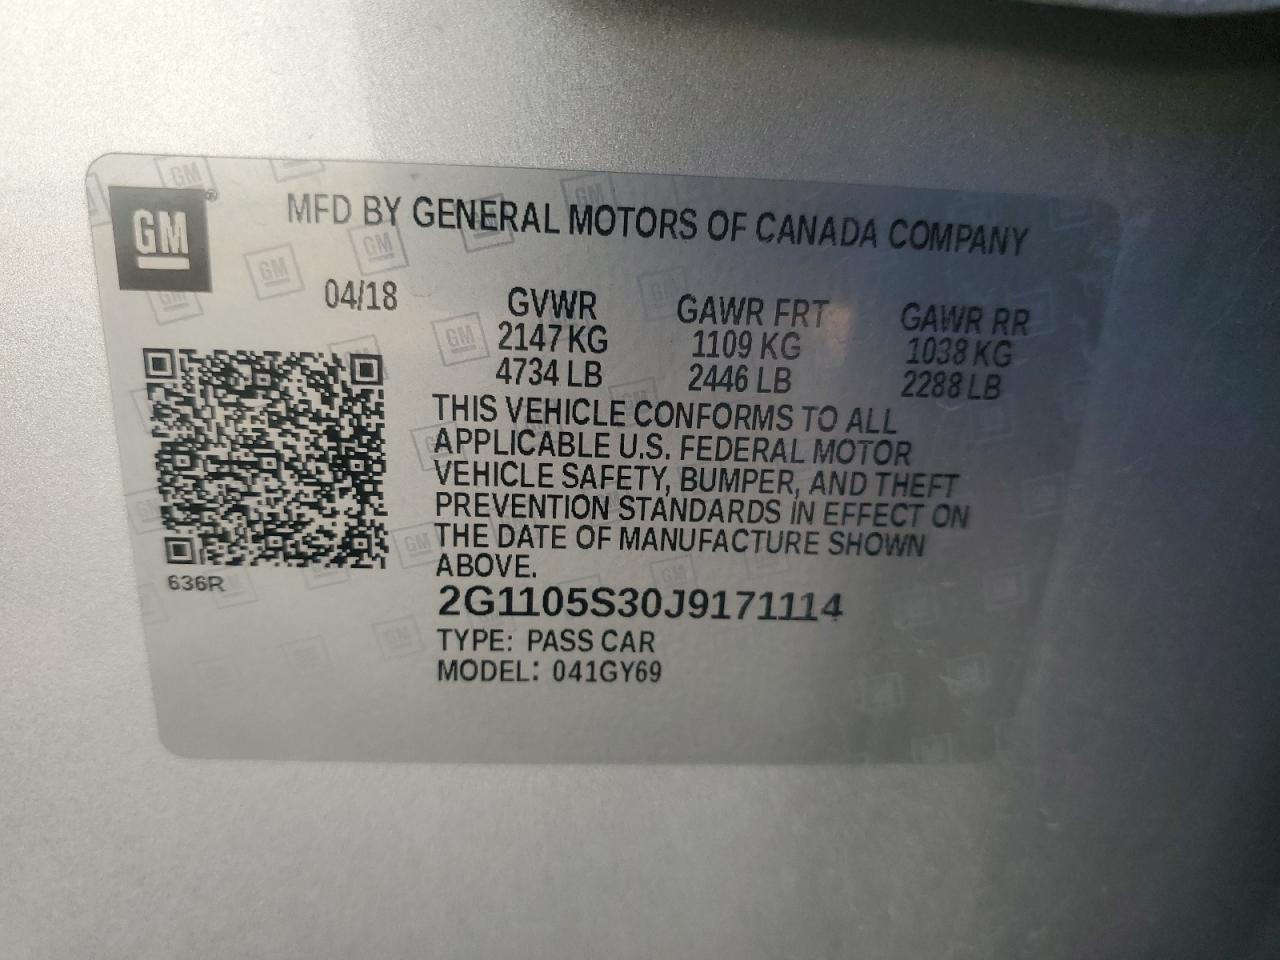 GM®
MFD BY GENERAL MOTORS OF CANADA COMPANY
04/18
GVWR GAWR FRT GAWR RR
2147 KG 1109 KG 1038 KG
4734 LB 2446 LB 2288 LB
THIS VEHICLE CONFORMS TO ALL
APPLICABLE U.S. FEDERAL MOTOR
VEHICLE SAFETY, BUMPER, AND THEFT
PREVENTION STANDARDS IN EFFECT ON
THE DATE OF MANUFACTURE SHOWN
ABOVE.
636R
2G1105S30J9171114
TYPE: PASS CAR
MODEL: 041GY69